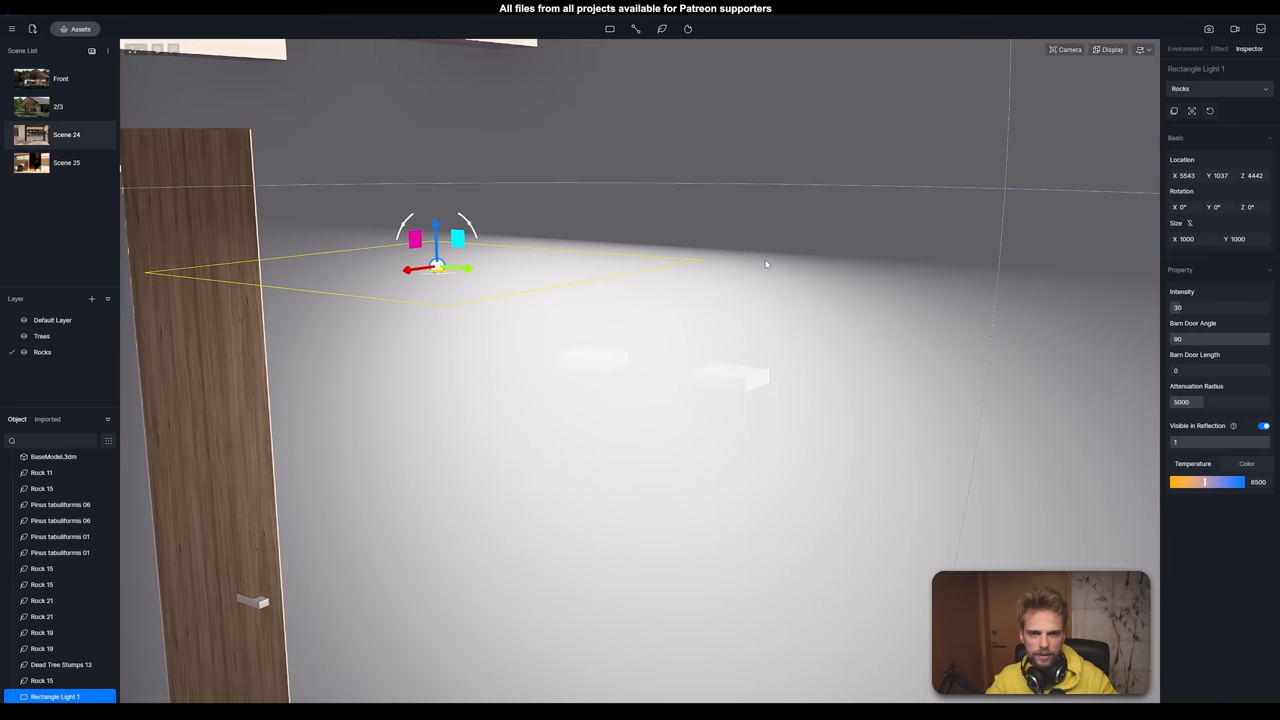 All files from all projects available for Patreon supporters
Assets
Scene List
Front
2/3
Scene 24
Scene 25
Layer
Default Layer
Trees
Rocks
Object Imported
BaseModel.3dm
Rock 11
Rock 15
Pinus tabuliformis 06
Pinus tabuliformis 06
Pinus tabuliformis 01
Pinus tabuliformis 01
Rock 15
Rock 15
Rock 21
Rock 21
Rock 19
Rock 19
Dead Tree Stumps 13
Rock 15
Rectangle Light 1
Camera Display
Environment Effect Inspector
Rectangle Light 1
Rocks
Basic
Location
X 5543 Y 1037 Z 4442
Rotation
X 0° Y 0° Z 0°
Size
X 1000 Y 1000
Property
Intensity
30
Barn Door Angle
90
Barn Door Length
0
Attenuation Radius
5000
Visible in Reflection
1
Temperature Color
6500